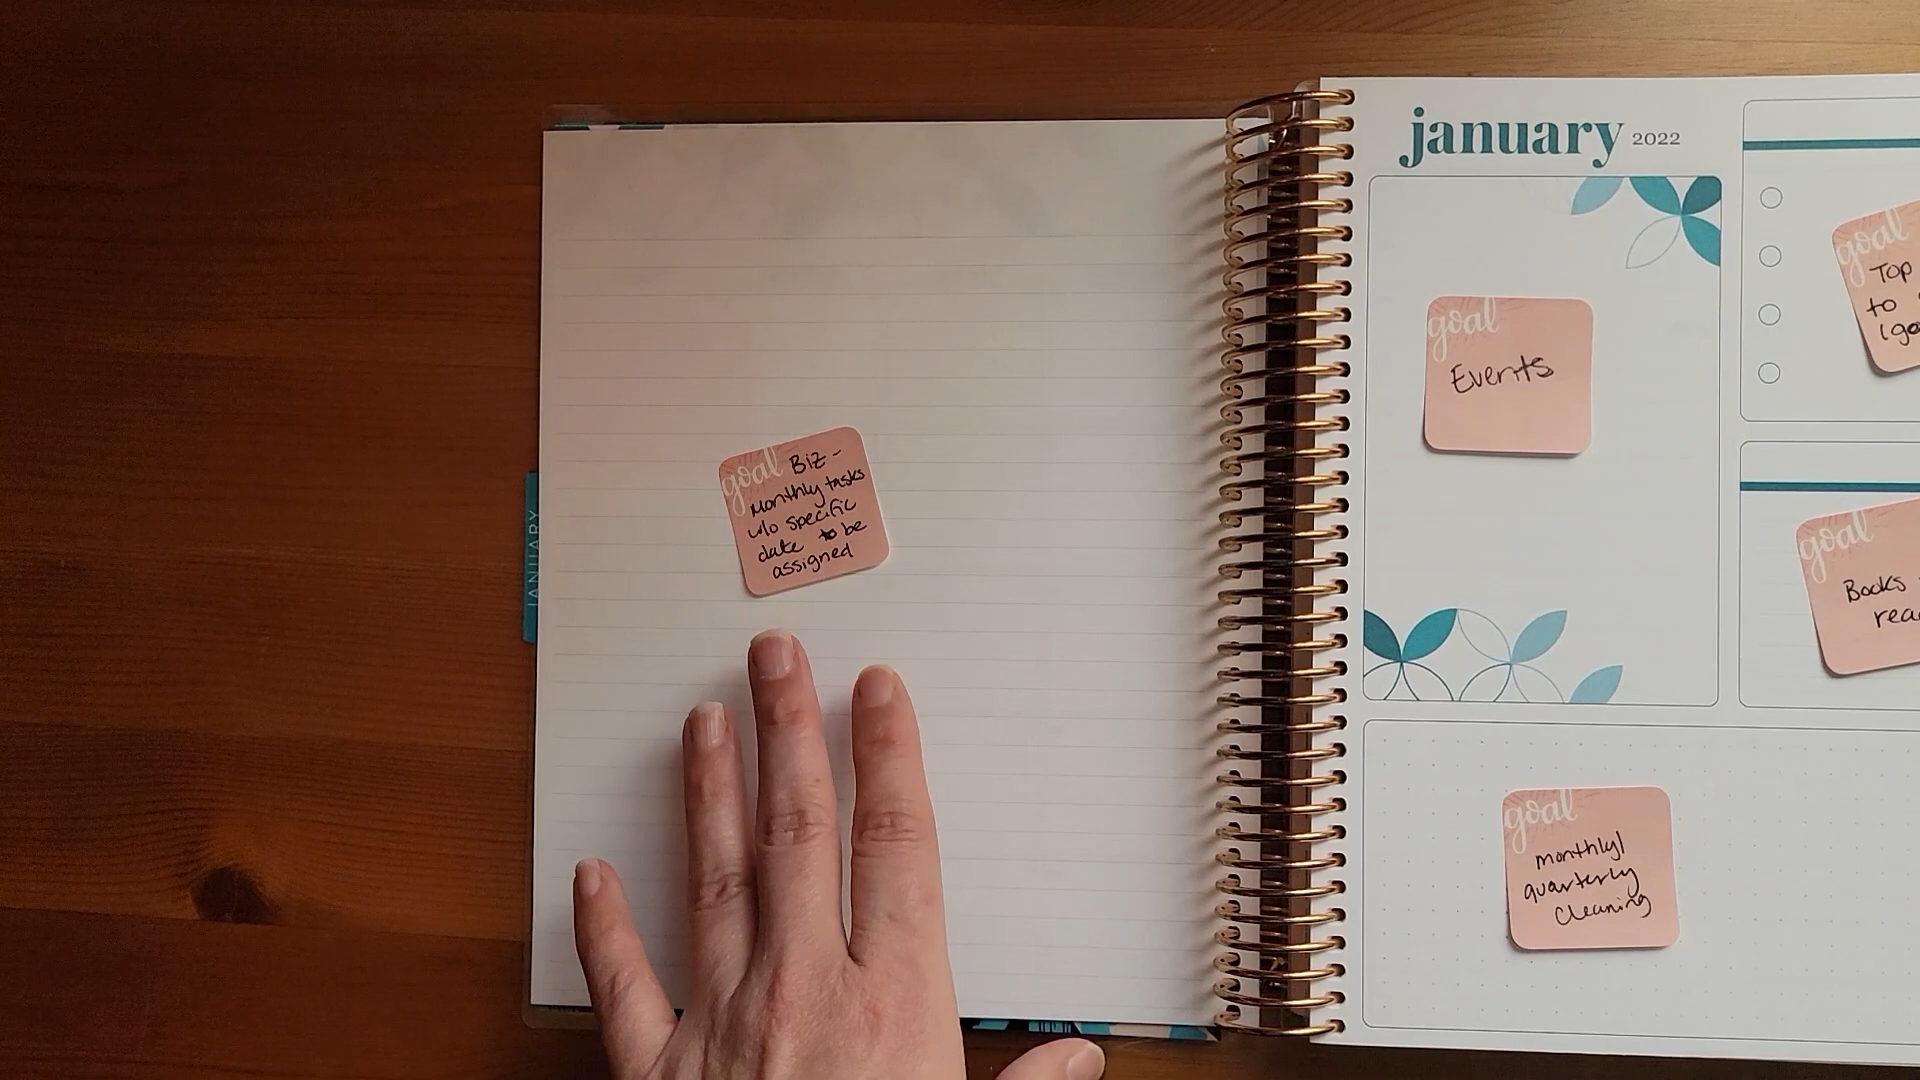 JANUARY
goal Biz -
Monthly tasks
w/o specific
date to be
assigned
january 2022
goal
Events
goal
Top
to
goal
Books
goal
monthly/
quarterly
cleaning